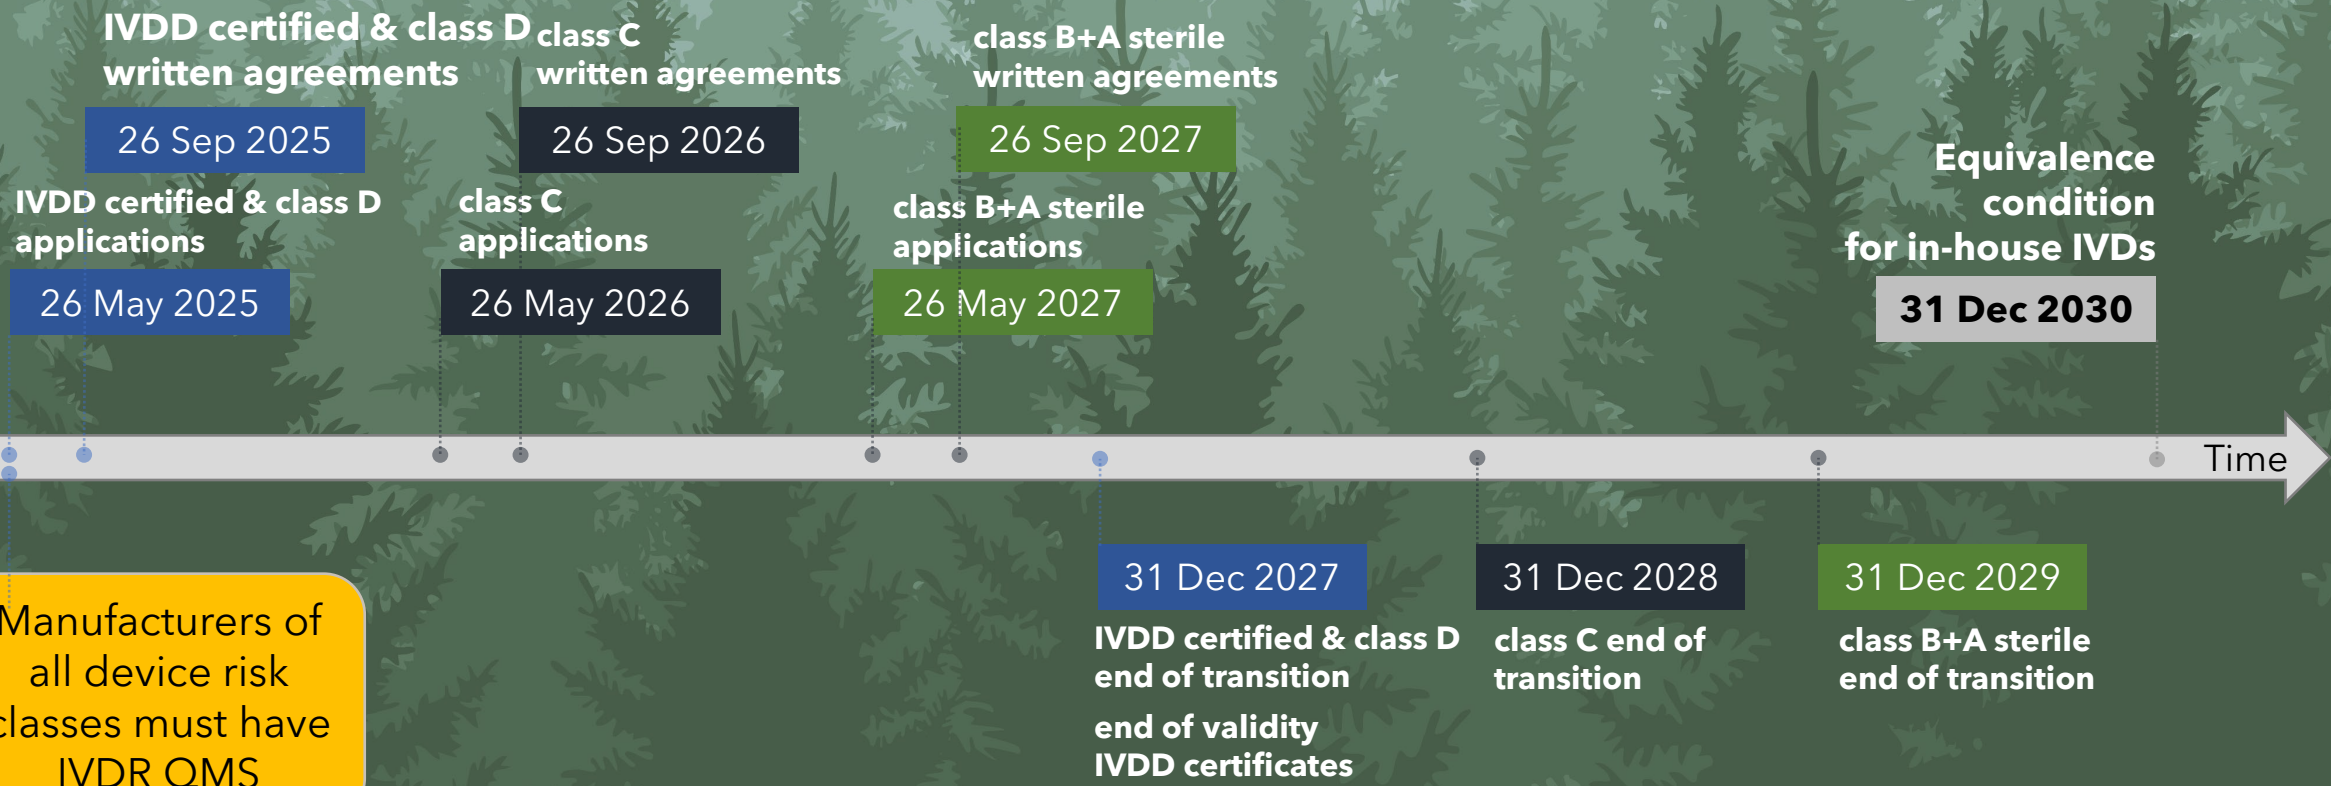 IVDD certified & class D
written agreements
26 Sep 2025
IVDD certified & class D
applications
26 May 2025
class C
written agreements
26 Sep 2026
class C
applications
26 May 2026
class B+A sterile
written agreements
26 Sep 2027
class B+A sterile
applications
26 May 2027
Equivalence
condition
for in-house IVDs
31 Dec 2030
Time
Manufacturers of
all device risk
classes must have
IVDR QMS
31 Dec 2027
IVDD certified & class D
end of transition
end of validity
IVDD certificates
31 Dec 2028
class C end of
transition
31 Dec 2029
class B+A sterile
end of transition